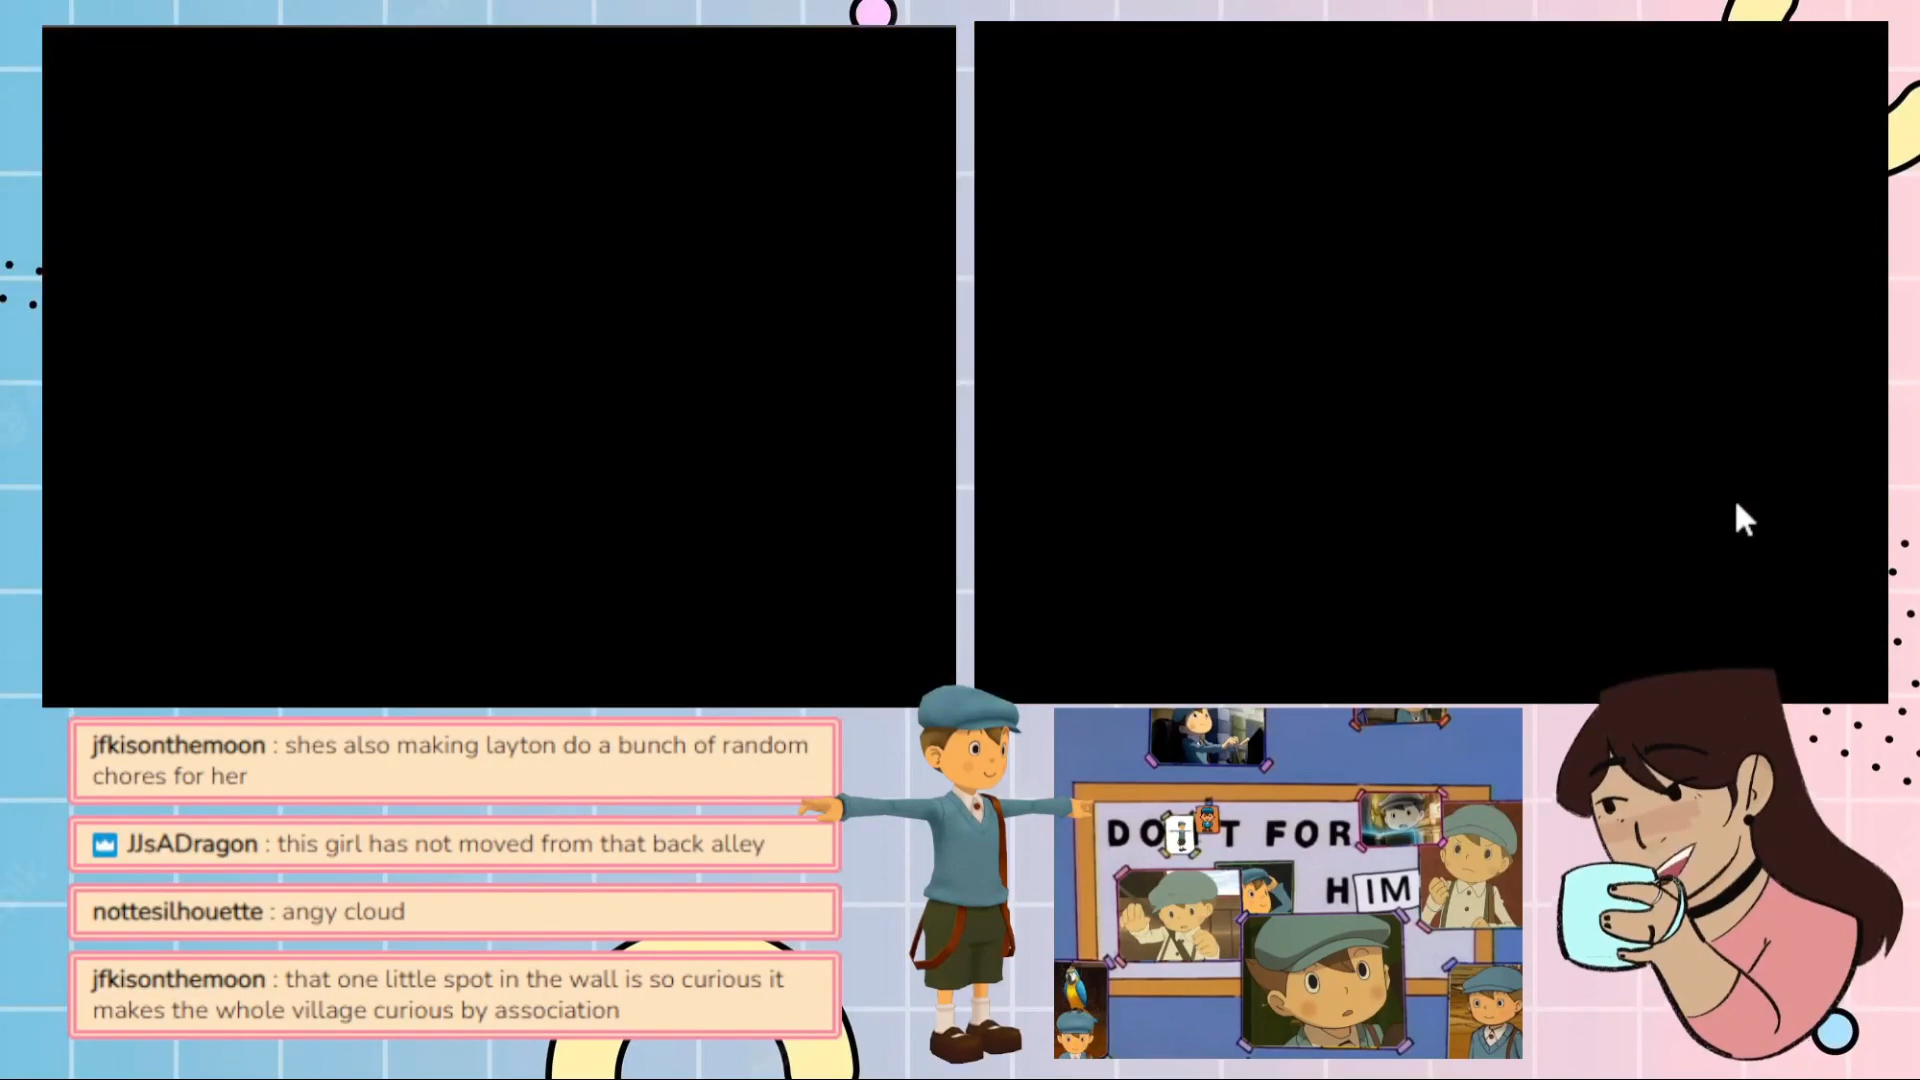 jfkisonthemoon : shes also making layton do a bunch of random
chores for her
JJsADragon : this girl has not moved from that back alley
nottesilhouette : angy cloud
jfkisonthemoon : that one little spot in the wall is so curious it
makes the whole village curious by association
DO T FOR
HIM